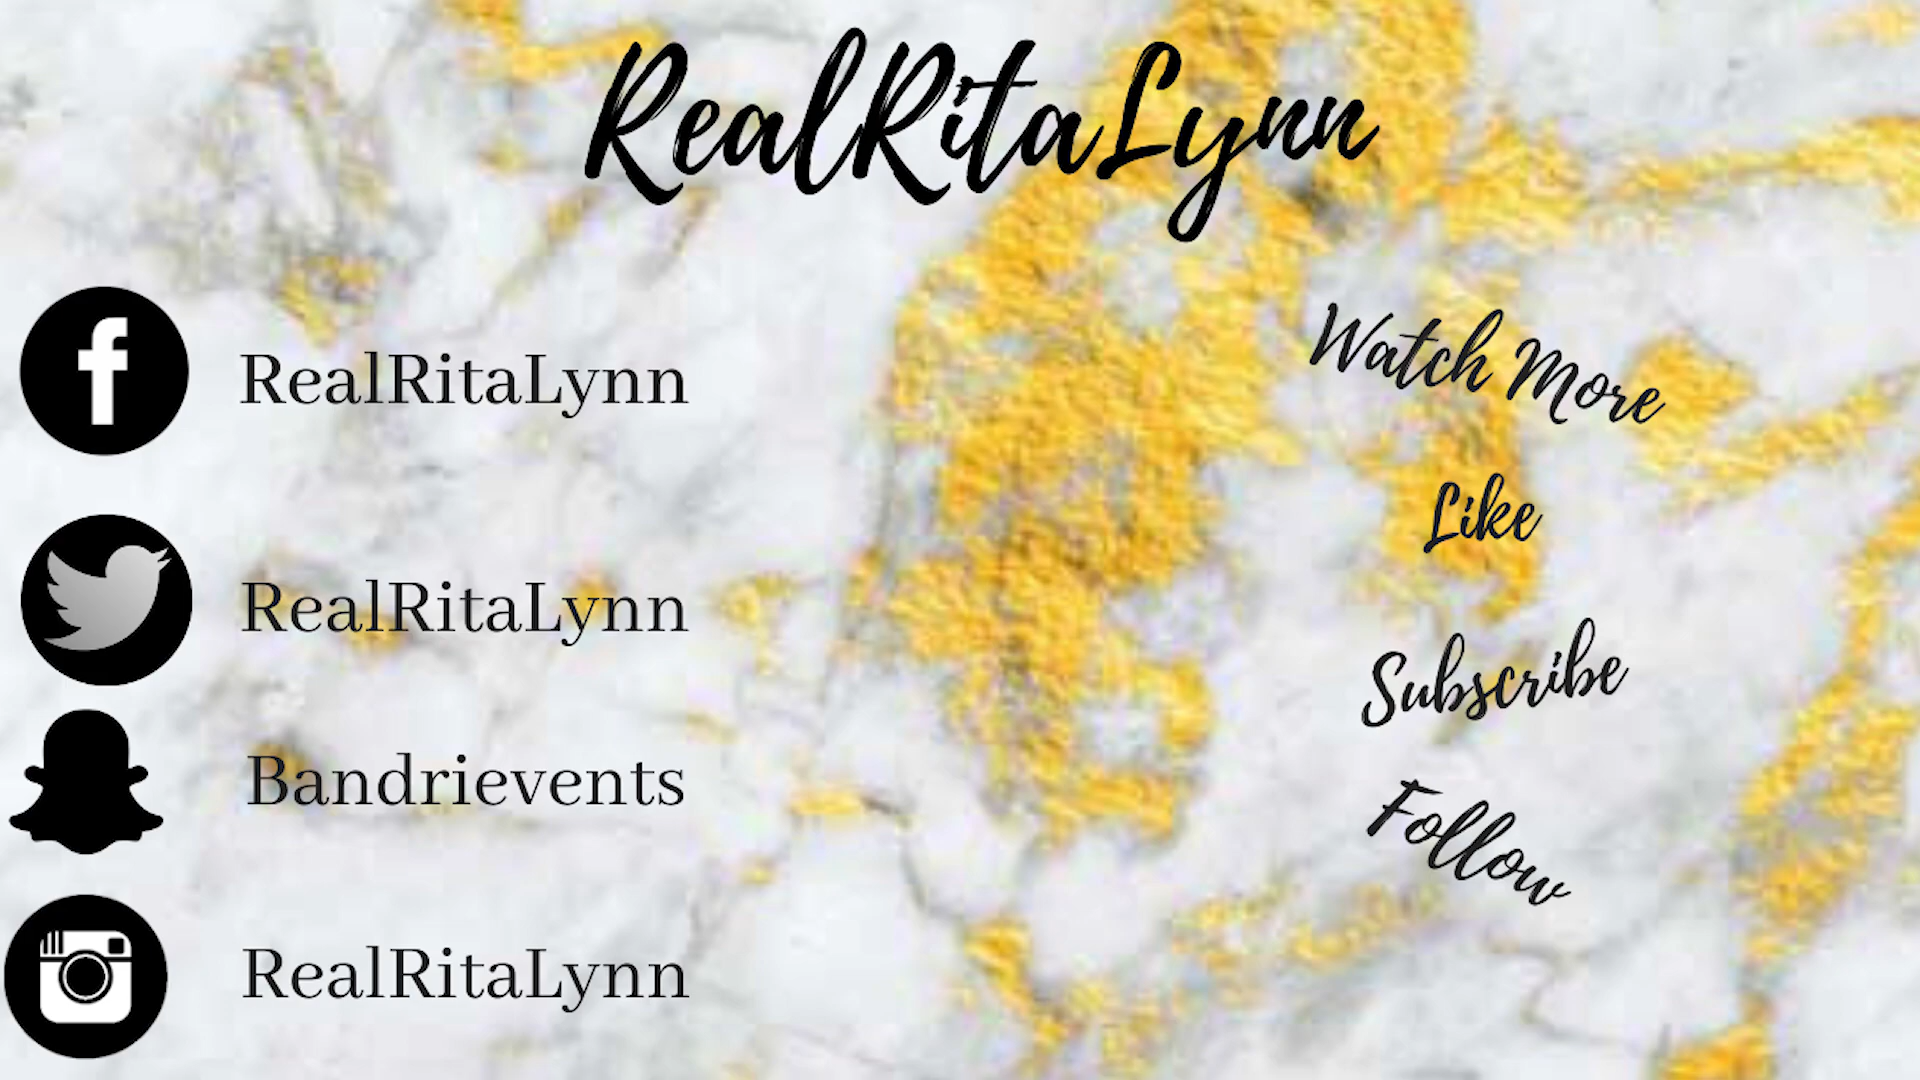 RealRitaLynn
RealRitaLynn
RealRitaLynn
Bandrievents
RealRitaLynn
Watch More
Like
Subscribe
Follow